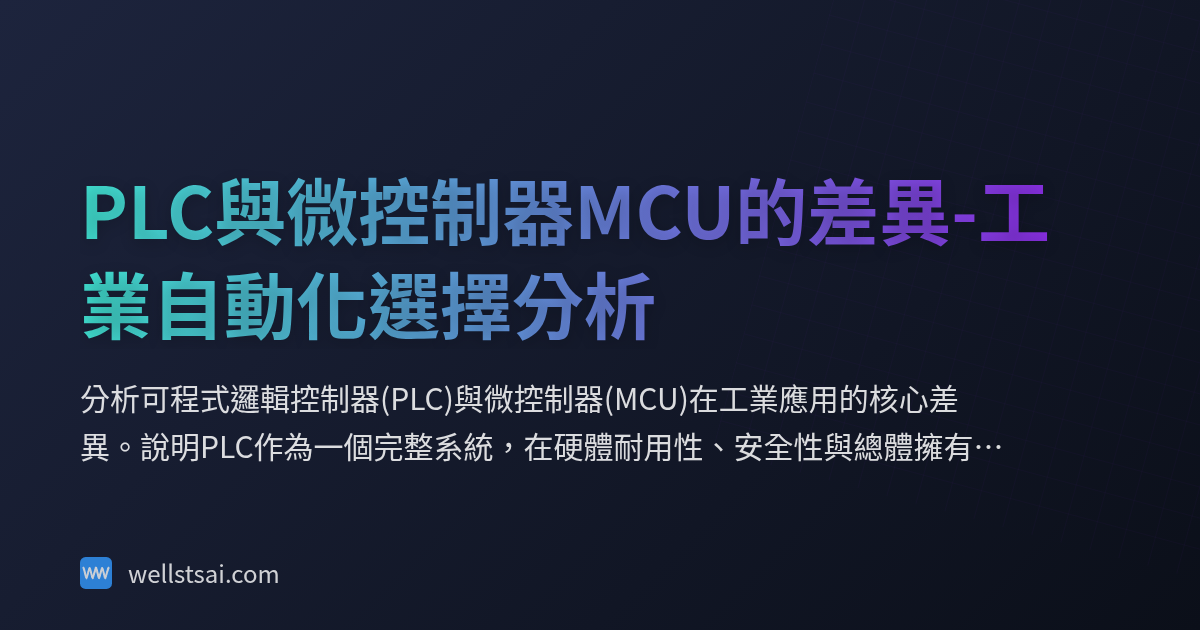 PLC與微控制器MCU的差異-工
業自動化選擇分析
分析可程式邏輯控制器(PLC)與微控制器(MCU)在工業應用的核心差
異。說明PLC作為一個完整系統，在硬體耐用性、安全性與總體擁有…
wellstsai.com